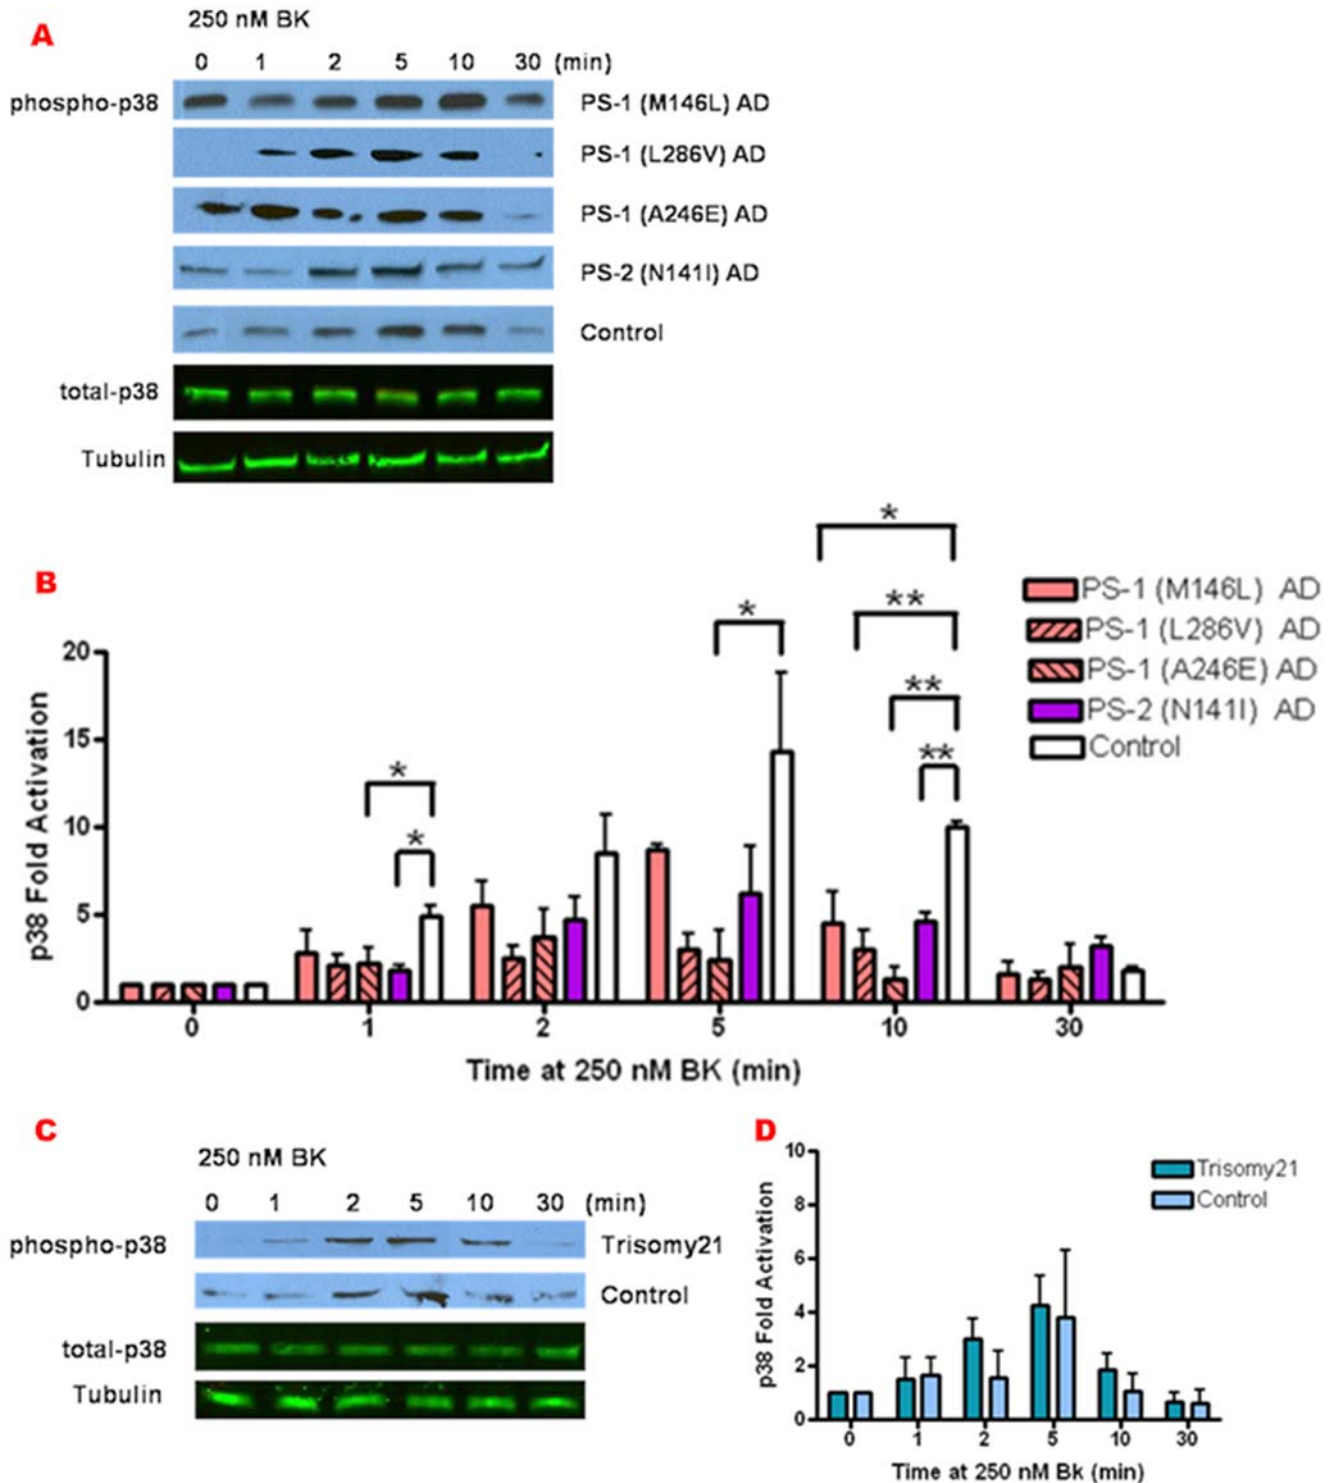 A
250 nM BK
0 1 2 5 10 30 (min)
phospho-p38
PS-1 (M146L) AD
PS-1 (L286V) AD
PS-1 (A246E) AD
PS-2 (N141I) AD
Control
total-p38
Tubulin
B
*
**
*
**
**
*
*
PS-1 (M146L) AD
PS-1 (L286V) AD
PS-1 (A246E) AD
PS-2 (N141I) AD
Control
p38 Fold Activation
20
15
10
5
0
0 1 2 5 10 30
Time at 250 nM BK (min)
C
250 nM BK
0 1 2 5 10 30 (min)
phospho-p38
Trisomy21
Control
total-p38
Tubulin
D
Trisomy21
Control
p38 Fold Activation
10
8
6
4
2
0
0 1 2 5 10 30
Time at 250 nM Bk (min)